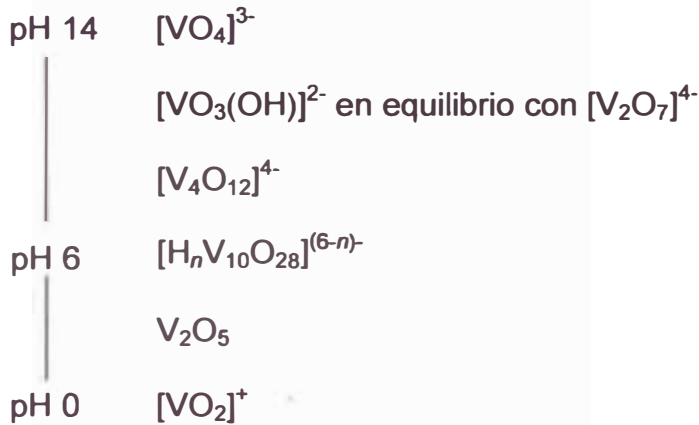 pH 14 [VO₄]³⁻
[VO₃(OH)]²⁻ en equilibrio con [V₂O₇]⁴⁻
[V₄O₁₂]⁴⁻
pH 6 [HₙV₁₀O₂₈]⁽⁶⁻ⁿ⁾⁻
V₂O₅
pH 0 [VO₂]⁺